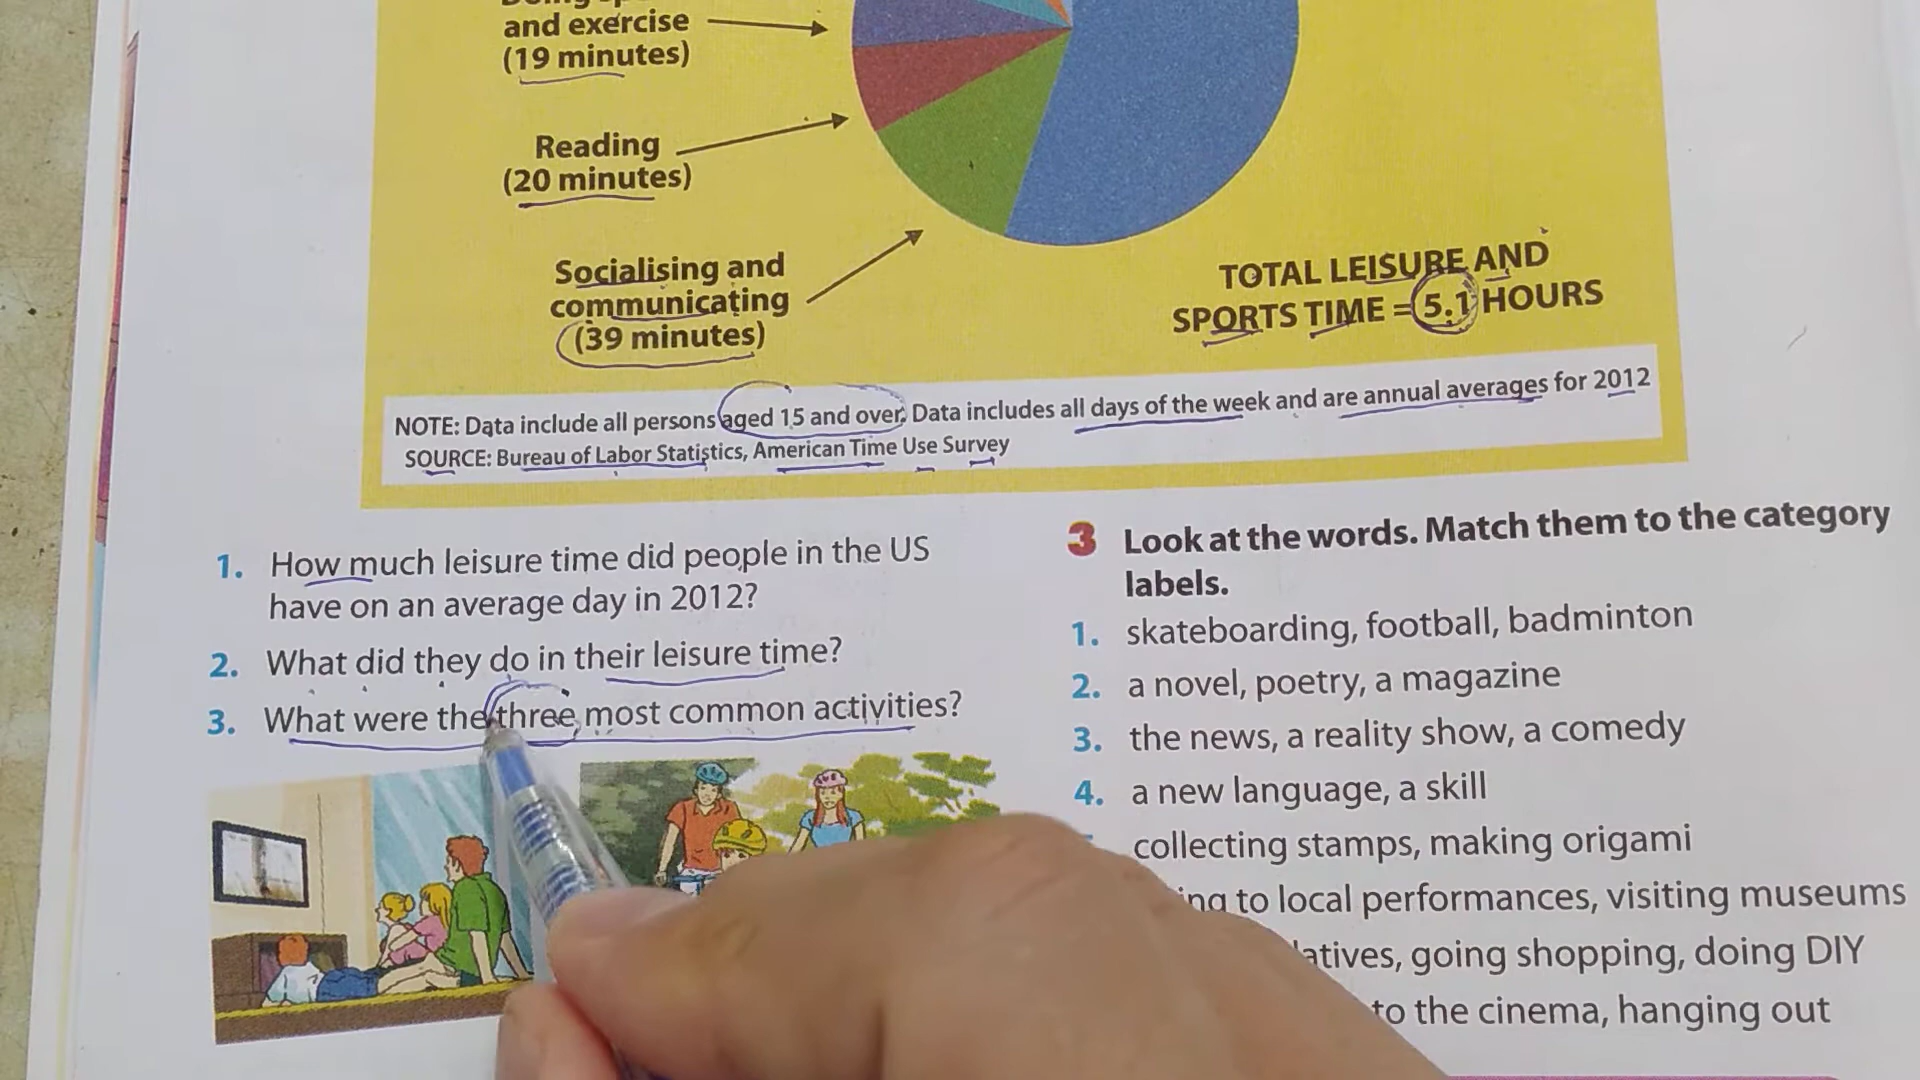 and exercise
(19 minutes)
Reading
(20 minutes)
Socialising and
communicating
(39 minutes)
TOTAL LEISURE AND
SPORTS TIME = 5.1 HOURS
NOTE: Data include all persons aged 15 and over. Data includes all days of the week and are annual averages for 2012
SOURCE: Bureau of Labor Statistics, American Time Use Survey
1. How much leisure time did people in the US
have on an average day in 2012?
2. What did they do in their leisure time?
3. What were the three most common activities?
3 Look at the words. Match them to the category
labels.
1. skateboarding, football, badminton
2. a novel, poetry, a magazine
3. the news, a reality show, a comedy
4. a new language, a skill
collecting stamps, making origami
to local performances, visiting museums
going shopping, doing DIY
to the cinema, hanging out